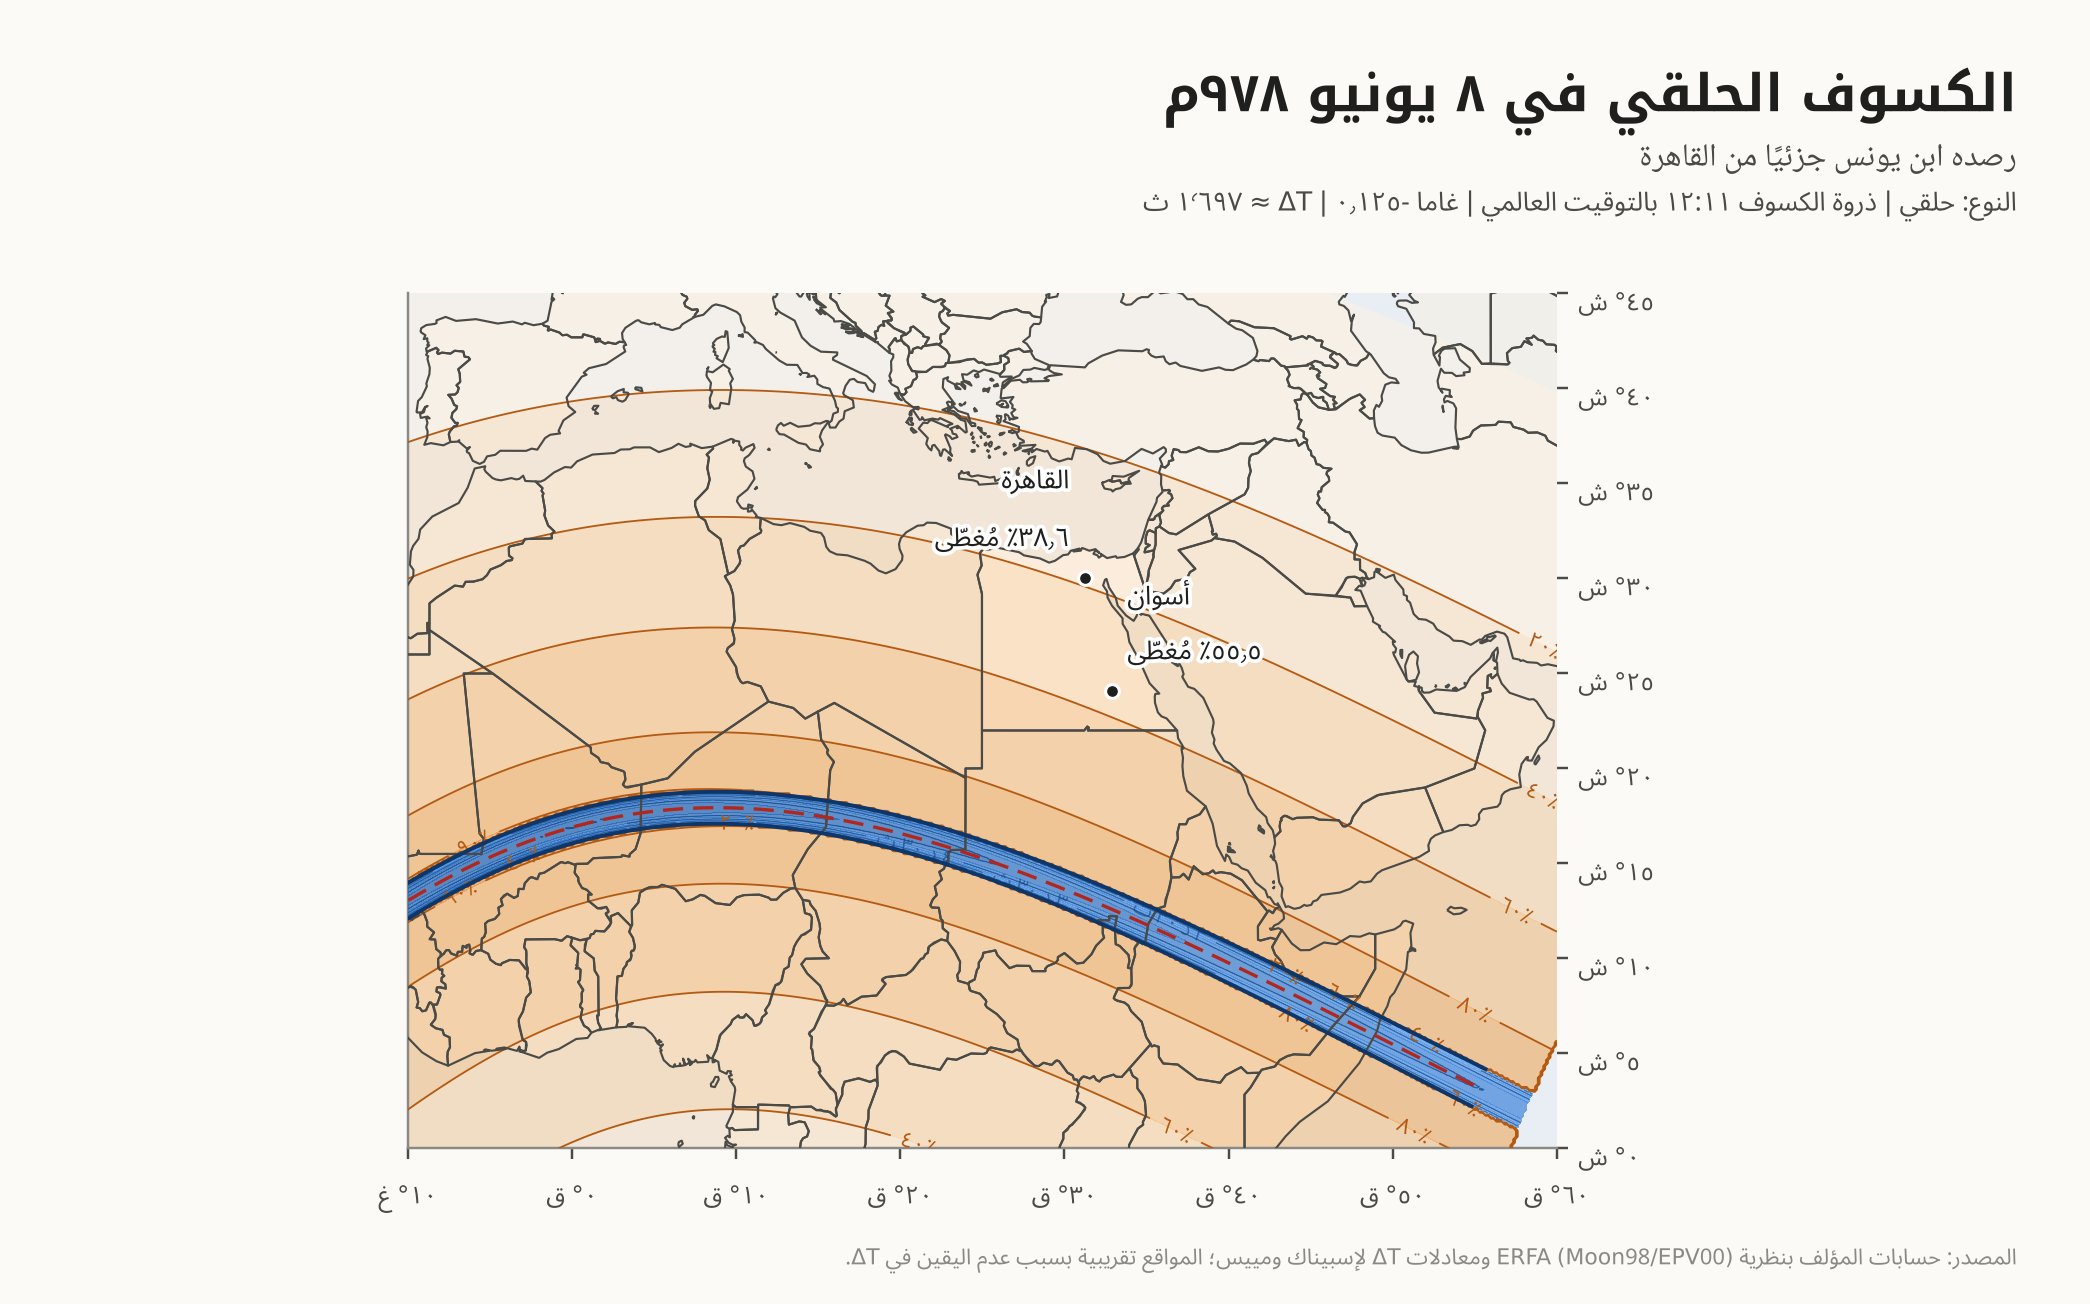 الكسوف الحلقي في ٨ يونيو ٩٧٨م
رصده ابن يونس جزئيًا من القاهرة
النوع: حلقي | ذروة الكسوف ١٢:١١ بالتوقيت العالمي | غاما -٠٫١٢٥ | ΔT ≈ ١٬٦٩٧ ث
٤٥° ش
٤٠° ش
٣٥° ش
٣٠° ش
٢٥° ش
٢٠° ش
١٥° ش
١٠° ش
٥° ش
٠° ش
القاهرة
٣٨٫٦٪ مُغطّى
أسوان
٥٥٫٥٪ مُغطّى
٢٠٪
٤٠٪
٦٠٪
٨٠٪
٤٠٪
٦٠٪
٨٠٪
١٠° غ
٠° ق
١٠° ق
٢٠° ق
٣٠° ق
٤٠° ق
٥٠° ق
٦٠° ق
المصدر: حسابات المؤلف بنظرية ERFA (Moon98/EPV00) ومعادلات ΔT لإسبيناك ومييس؛ المواقع تقريبية بسبب عدم اليقين في ΔT.